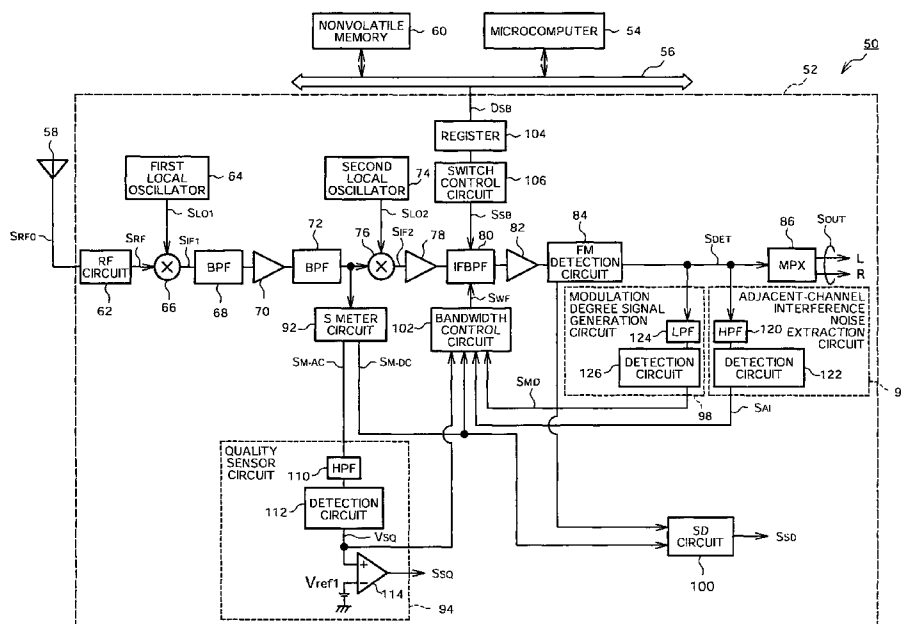 NONVOLATILE
MEMORY
60
MICROCOMPUTER
54
50
56
52
58
DSB
REGISTER
104
FIRST LOCAL
OSCILLATOR
64
SECOND
LOCAL
OSCILLATOR
74
SWITCH
CONTROL
CIRCUIT
106
SLO1
SLO2
SSB
SRFO
SRF
SIF1
72
76
SIF2
78
80
82
84
SDET
86
SOUT
RF
CIRCUIT
BPF
BPF
IFBPF
FM
DETECTION
CIRCUIT
MPX
L
R
62
66
68
70
SWF
92
S METER
CIRCUIT
102
BANDWIDTH
CONTROL
CIRCUIT
MODULATION
DEGREE SIGNAL
GENERATION
CIRCUIT
124
LPF
HPF
120
ADJACENT-CHANNEL
INTERFERENCE
NOISE
EXTRACTION
CIRCUIT
SM-AC
SM-DC
SMD
126
DETECTION
CIRCUIT
DETECTION
CIRCUIT
122
98
SAI
9
QUALITY
SENSOR
CIRCUIT
HPF
110
DETECTION
CIRCUIT
112
VSQ
Vref1
+
−
114
SSQ
94
SD
CIRCUIT
SSD
100